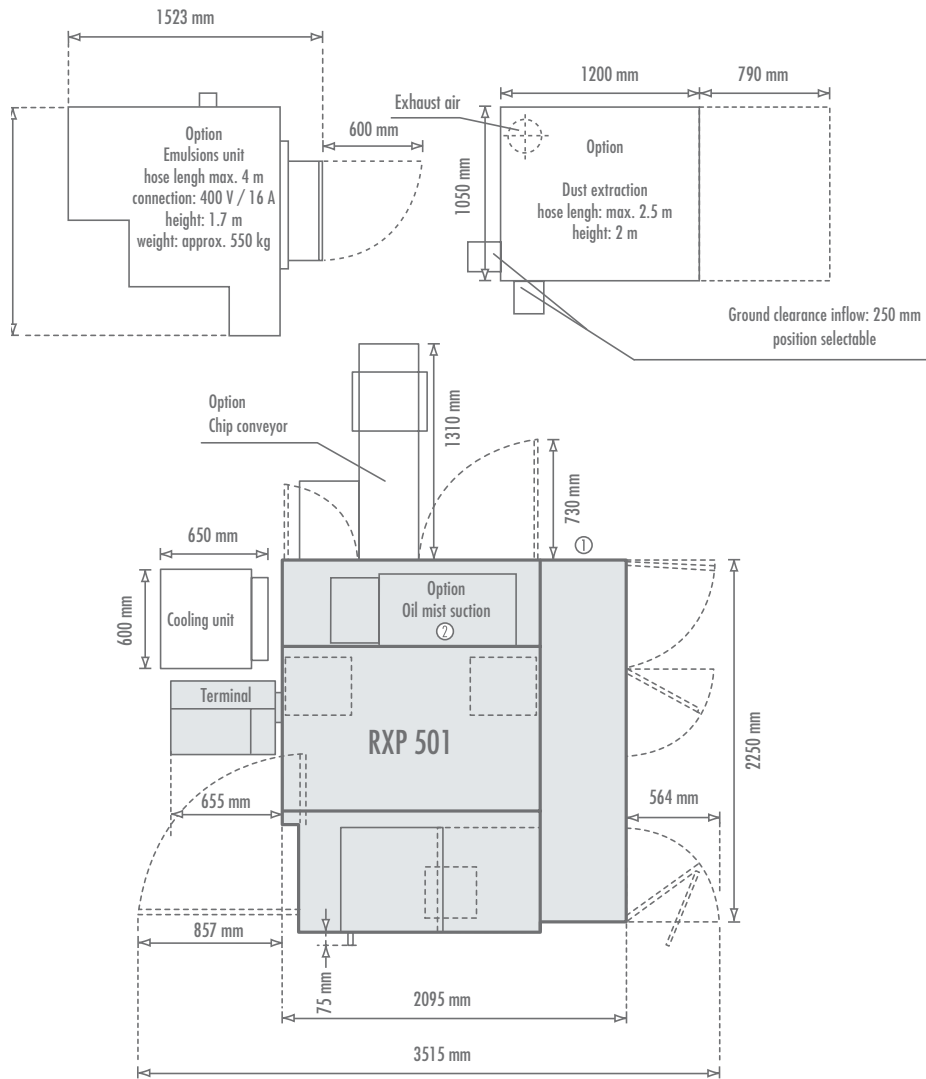 1523 mm
1200 mm
790 mm
Exhaust air
600 mm
Option
Emulsions unit
hose lengh max. 4 m
connection: 400 V / 16 A
height: 1.7 m
weight: approx. 550 kg
1050 mm
Option
Dust extraction
hose lengh: max. 2.5 m
height: 2 m
Ground clearance inflow: 250 mm
position selectable
Option
Chip conveyor
1310 mm
730 mm
1
650 mm
600 mm
Cooling unit
Option
Oil mist suction
2
Terminal
RXP 501
2250 mm
655 mm
564 mm
857 mm
75 mm
2095 mm
3515 mm